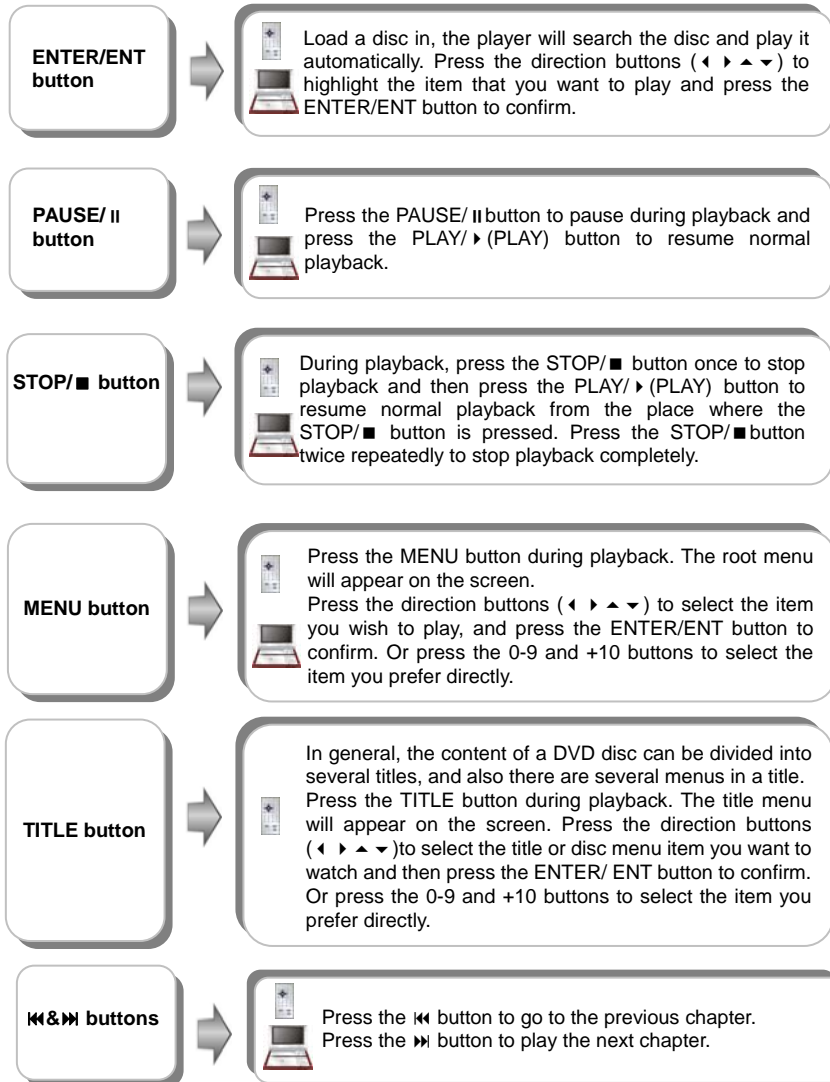 ENTER/ENT
button
Load a disc in, the player will search the disc and play it
automatically. Press the direction buttons (◂ ▸ ▴ ▾) to
highlight the item that you want to play and press the
ENTER/ENT button to confirm.
PAUSE/⏸
button
Press the PAUSE/⏸button to pause during playback and
press the PLAY/▸(PLAY) button to resume normal
playback.
STOP/■ button
During playback, press the STOP/■ button once to stop
playback and then press the PLAY/▸(PLAY) button to
resume normal playback from the place where the
STOP/■ button is pressed. Press the STOP/■button
twice repeatedly to stop playback completely.
MENU button
Press the MENU button during playback. The root menu
will appear on the screen.
Press the direction buttons (◂ ▸ ▴ ▾) to select the item
you wish to play, and press the ENTER/ENT button to
confirm. Or press the 0-9 and +10 buttons to select the
item you prefer directly.
TITLE button
In general, the content of a DVD disc can be divided into
several titles, and also there are several menus in a title.
Press the TITLE button during playback. The title menu
will appear on the screen. Press the direction buttons
(◂ ▸ ▴ ▾)to select the title or disc menu item you want to
watch and then press the ENTER/ ENT button to confirm.
Or press the 0-9 and +10 buttons to select the item you
prefer directly.
⏮&⏭ buttons
Press the ⏮ button to go to the previous chapter.
Press the ⏭ button to play the next chapter.